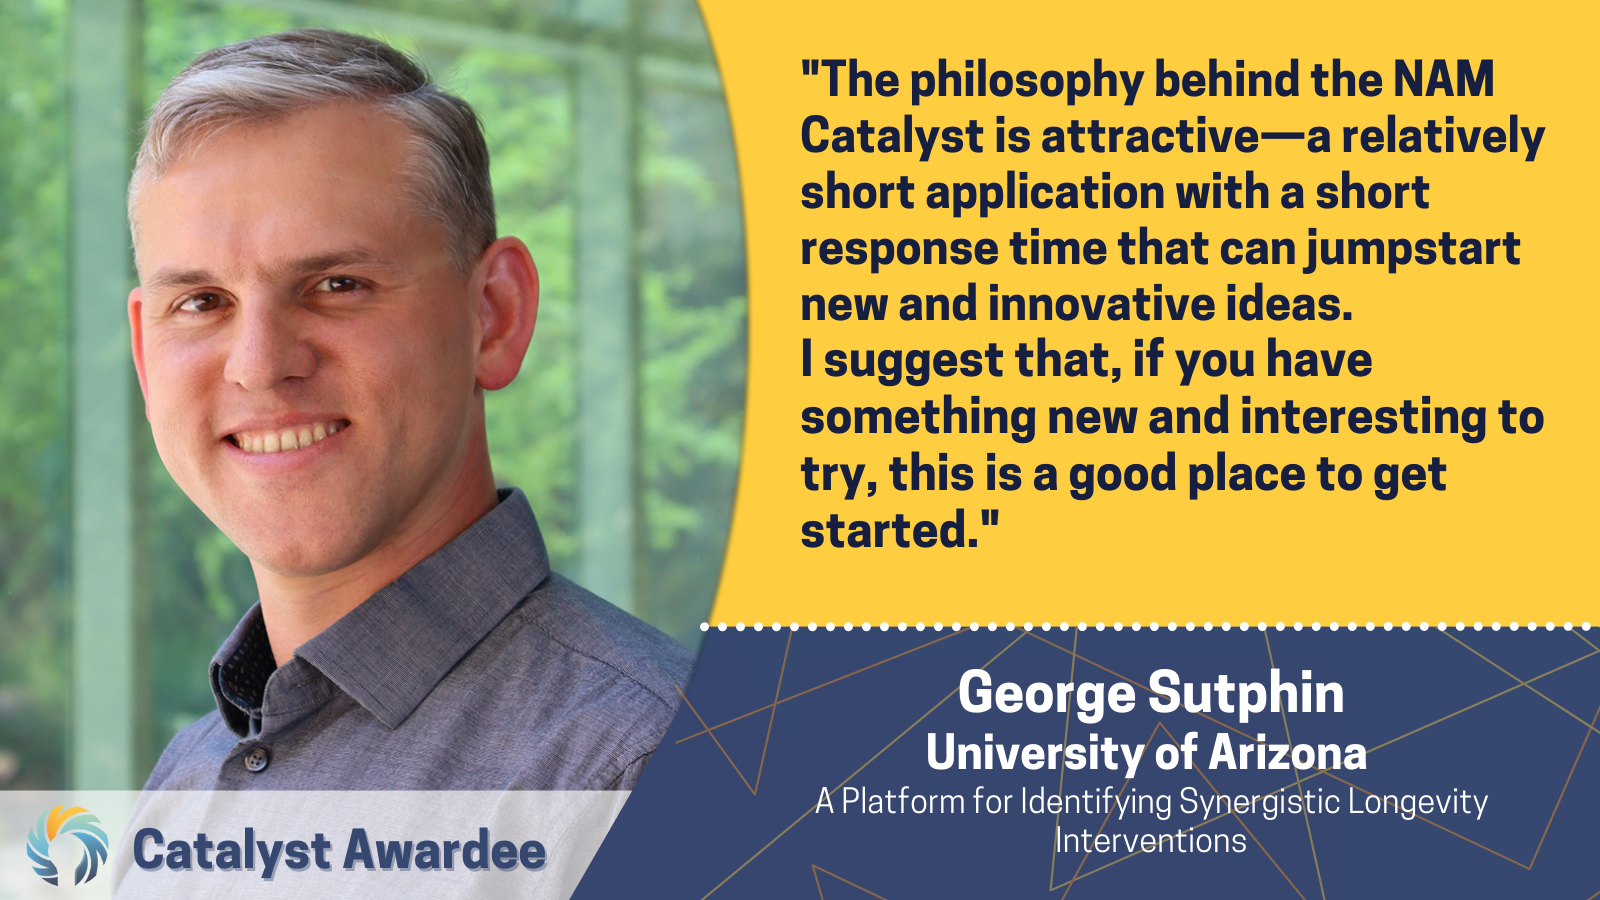 "The philosophy behind the NAM
Catalyst is attractive—a relatively
short application with a short
response time that can jumpstart
new and innovative ideas.
I suggest that, if you have
something new and interesting to
try, this is a good place to get
started."
George Sutphin
University of Arizona
A Platform for Identifying Synergistic Longevity
Interventions
Catalyst Awardee